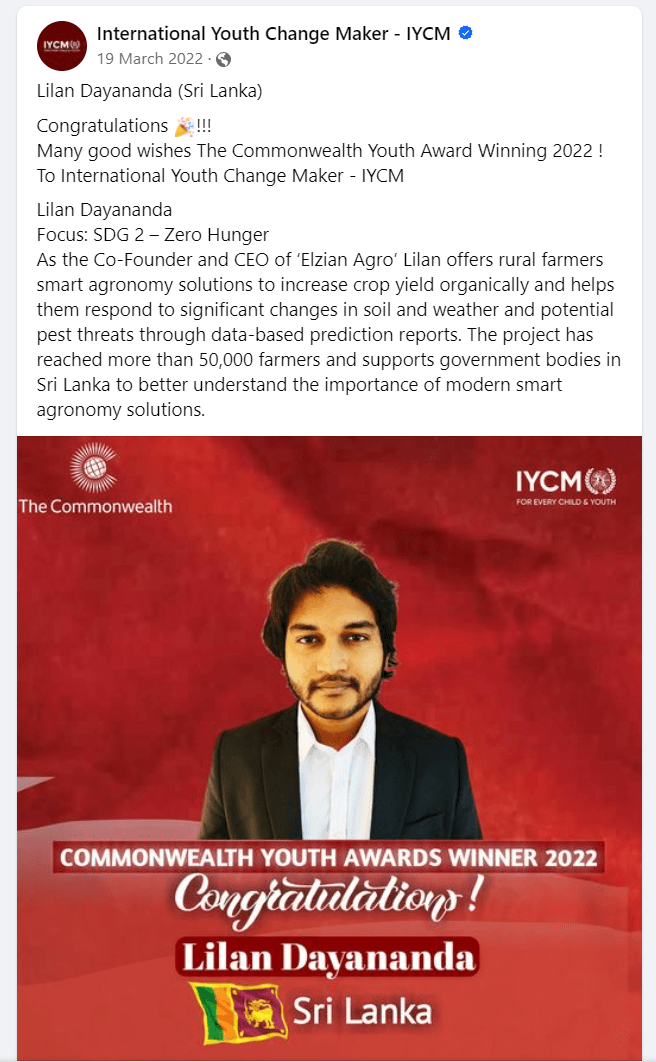 IYCM
International Youth Change Maker - IYCM
19 March 2022 ·
Lilan Dayananda (Sri Lanka)
Congratulations 🎉!!!
Many good wishes The Commonwealth Youth Award Winning 2022 !
To International Youth Change Maker - IYCM
Lilan Dayananda
Focus: SDG 2 – Zero Hunger
As the Co-Founder and CEO of ‘Elzian Agro’ Lilan offers rural farmers
smart agronomy solutions to increase crop yield organically and helps
them respond to significant changes in soil and weather and potential
pest threats through data-based prediction reports. The project has
reached more than 50,000 farmers and supports government bodies in
Sri Lanka to better understand the importance of modern smart
agronomy solutions.
The Commonwealth
IYCM
FOR EVERY CHILD & YOUTH
COMMONWEALTH YOUTH AWARDS WINNER 2022
Congratulations!
Lilan Dayananda
Sri Lanka